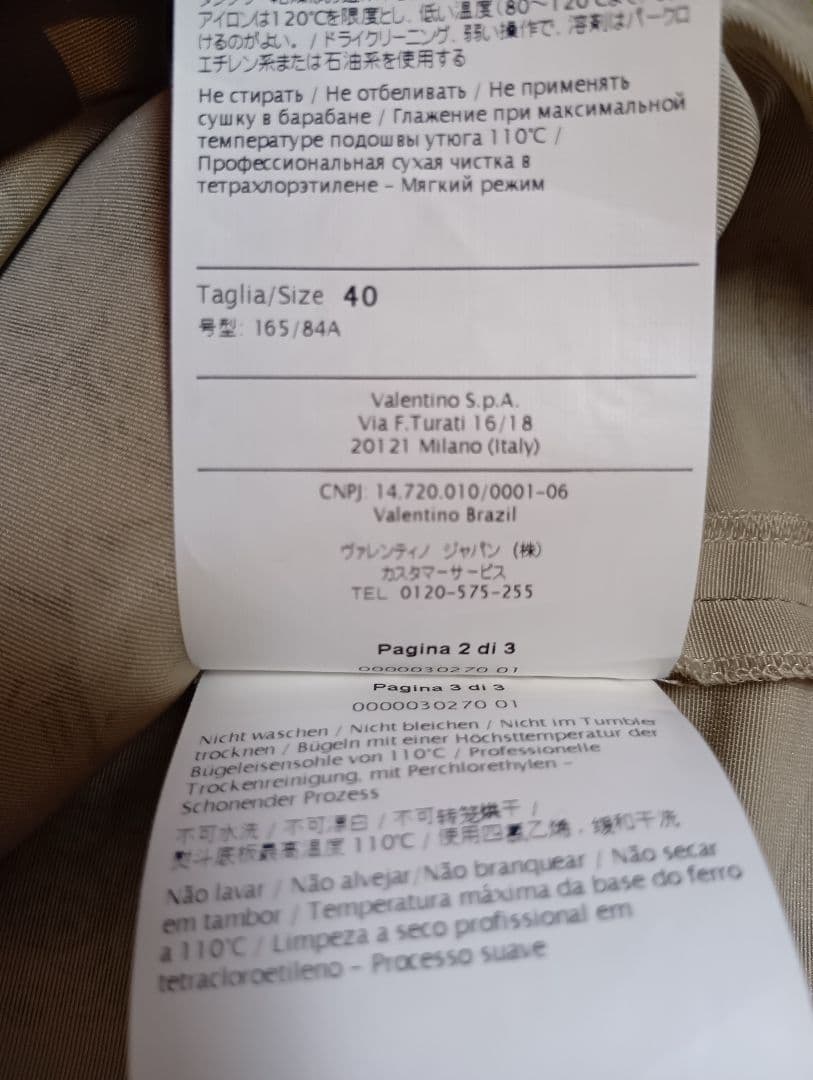 アイロンは120℃を限度とし、低い温度(80～120℃
けるのがよい。/ ドライクリーニング、弱い操作で、溶剤はパークロ
エチレン系または石油系を使用する
Не стирать / Не отбеливать / Не применять
сушку в барабане / Глажение при максимальной
температуре подошвы утюга 110℃ /
Профессиональная сухая чистка в
тетрахлорэтилене – Мягкий режим
Taglia/Size 40
号型: 165/84A
Valentino S.p.A.
Via F.Turati 16/18
20121 Milano (Italy)
CNPJ: 14.720.010/0001-06
Valentino Brazil
ヴァレンティノ ジャパン (株)
カスタマーサービス
TEL 0120-575-255
Pagina 2 di 3
0000030270 01
Pagina 3 di 3
0000030270 01
Nicht waschen / Nicht bleichen / Nicht im Tumbler
trocknen / Bügeln mit einer Höchsttemperatur der
Bügeleisensohle von 110℃ / Professionelle
Trockenreinigung, mit Perchlorethylen –
Schonender Prozess
不可水洗 / 不可漂白 / 不可转笼烘干 /
熨斗底板最高温度 110℃ / 使用四氯乙烯，缓和干洗
Não lavar / Não alvejar/Não branquear / Não secar
em tambor / Temperatura máxima da base do ferro
a 110℃ / Limpeza a seco profissional em
tetracloroetileno – Processo suave